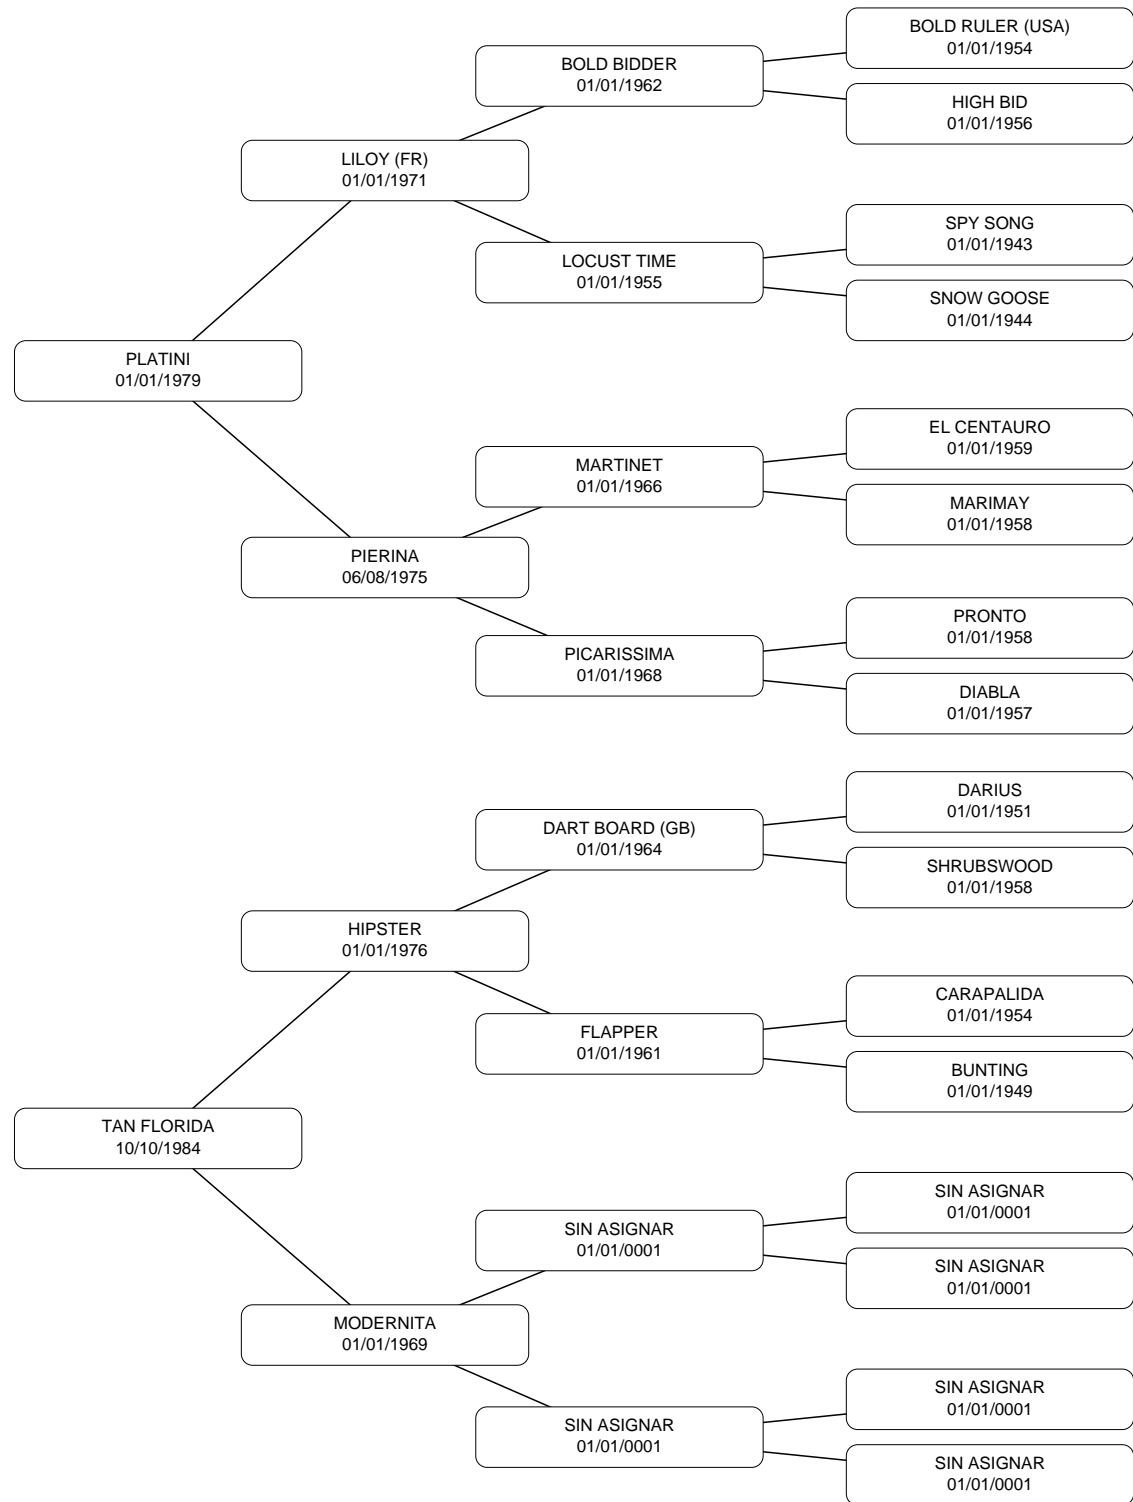 BOLD RULER (USA)
01/01/1954
BOLD BIDDER
01/01/1962
HIGH BID
01/01/1956
LILOY (FR)
01/01/1971
SPY SONG
01/01/1943
LOCUST TIME
01/01/1955
SNOW GOOSE
01/01/1944
PLATINI
01/01/1979
EL CENTAURO
01/01/1959
MARTINET
01/01/1966
MARIMAY
01/01/1958
PIERINA
06/08/1975
PRONTO
01/01/1958
PICARISSIMA
01/01/1968
DIABLA
01/01/1957
DARIUS
01/01/1951
DART BOARD (GB)
01/01/1964
SHRUBSWOOD
01/01/1958
HIPSTER
01/01/1976
CARAPALIDA
01/01/1954
FLAPPER
01/01/1961
BUNTING
01/01/1949
TAN FLORIDA
10/10/1984
SIN ASIGNAR
01/01/0001
SIN ASIGNAR
01/01/0001
SIN ASIGNAR
01/01/0001
MODERNITA
01/01/1969
SIN ASIGNAR
01/01/0001
SIN ASIGNAR
01/01/0001
SIN ASIGNAR
01/01/0001